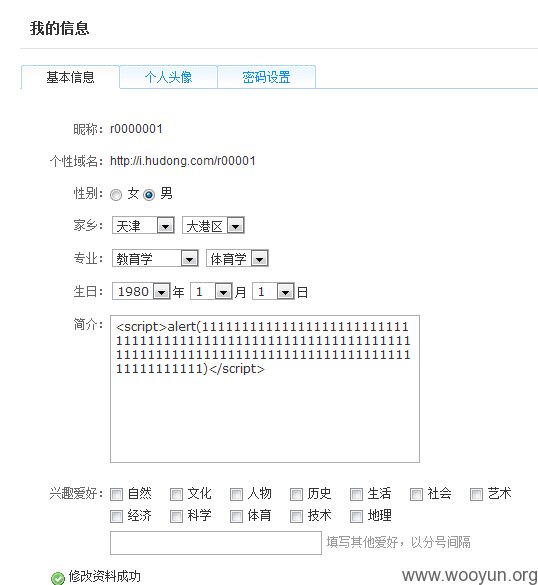 我的信息
基本信息 个人头像 密码设置
昵称: r0000001
个性域名: http://i.hudong.com/r00001
性别: 女 男
家乡: 天津 大港区
专业: 教育学 体育学
生日: 1980 年 1 月 1 日
简介: <script>alert(11111111111111111111111111
1111111111111111111111111111111111111
1111111111111111111111111111111111111
11111111111)</script>
兴趣爱好: 自然 文化 人物 历史 生活 社会 艺术
经济 科学 体育 技术 地理
填写其他爱好，以分号间隔
修改资料成功
www.wooyun.org